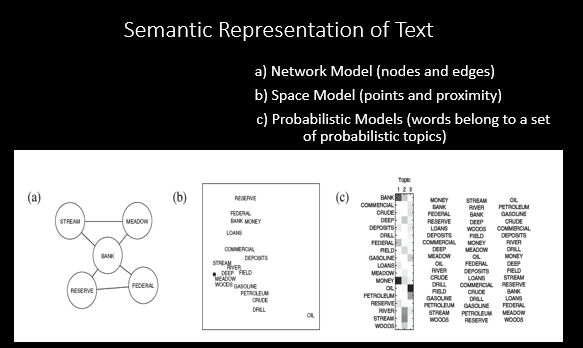 Semantic Representation of Text
a) Network Model (nodes and edges)
b) Space Model (points and proximity)
c) Probabilistic Models (words belong to a set
of probabilistic topics)
(a)
STREAM
MEADOW
BANK
RESERVE
FEDERAL
(b)
RESERVE
FEDERAL
BANK MONEY
LOANS
COMMERCIAL
DEPOSITS
STREAM
RIVER
DEEP FIELD
MEADOW
WOODS GASOLINE
PETROLEUM
CRUDE
DRILL
OIL
(c)
Topic
1 2 3
BANK
COMMERCIAL
CRUDE
DEEP
DEPOSITS
DRILL
FEDERAL
FIELD
GASOLINE
LOANS
MEADOW
MONEY
OIL
PETROLEUM
RESERVE
RIVER
STREAM
WOODS
MONEY STREAM OIL
BANK RIVER PETROLEUM
FEDERAL BANK GASOLINE
RESERVE DEEP CRUDE
LOANS WOODS COMMERCIAL
DEPOSITS FIELD DEPOSITS
COMMERCIAL MONEY RIVER
DEEP MEADOW DRILL
MEADOW OIL MONEY
OIL FEDERAL DEEP
RIVER DEPOSITS FIELD
CRUDE LOANS STREAM
DRILL COMMERCIAL RESERVE
FIELD CRUDE BANK
GASOLINE DRILL LOANS
PETROLEUM GASOLINE FEDERAL
STREAM PETROLEUM MEADOW
WOODS RESERVE WOODS